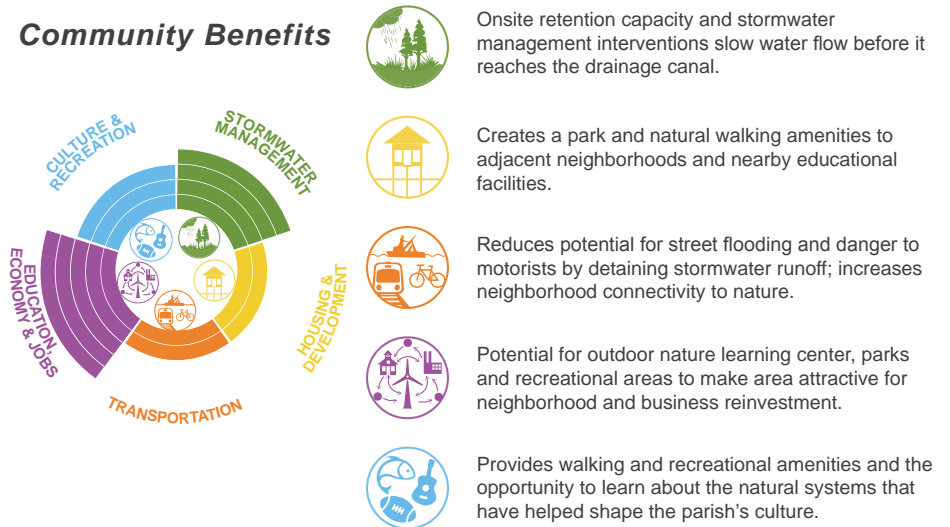 Community Benefits
CULTURE &
RECREATION
STORMWATER
MANAGEMENT
HOUSING &
DEVELOPMENT
TRANSPORTATION
EDUCATION,
ECONOMY & JOBS
Onsite retention capacity and stormwater
management interventions slow water flow before it
reaches the drainage canal.
Creates a park and natural walking amenities to
adjacent neighborhoods and nearby educational
facilities.
Reduces potential for street flooding and danger to
motorists by detaining stormwater runoff; increases
neighborhood connectivity to nature.
Potential for outdoor nature learning center, parks
and recreational areas to make area attractive for
neighborhood and business reinvestment.
Provides walking and recreational amenities and the
opportunity to learn about the natural systems that
have helped shape the parish's culture.